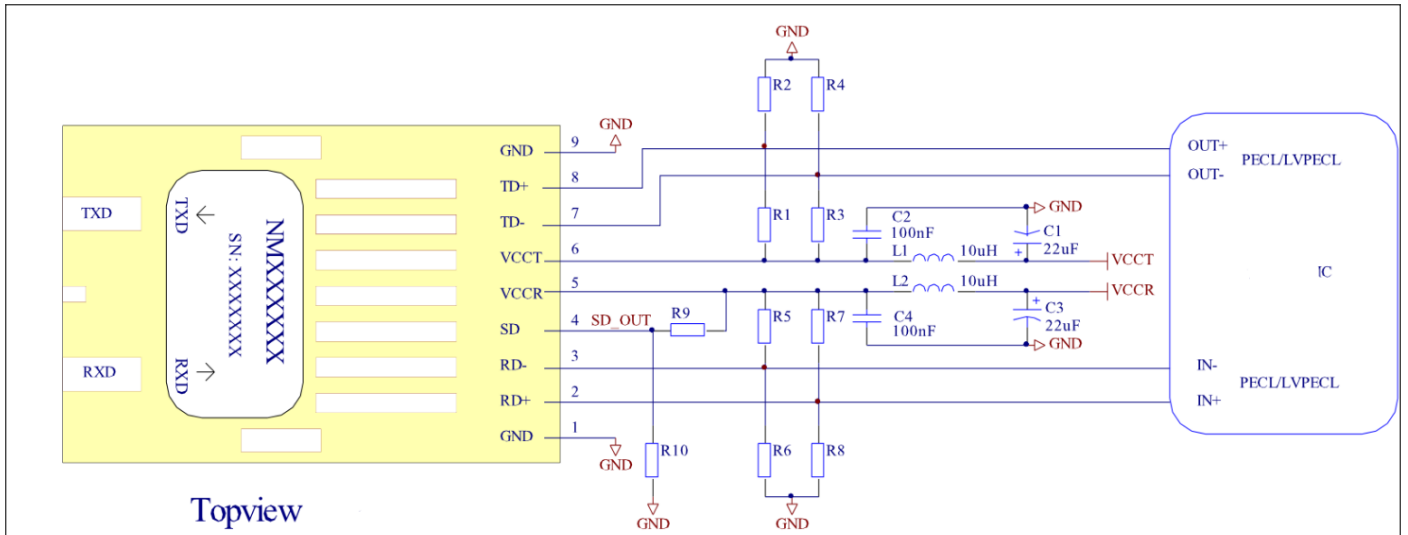 GND
R2
R4
GND
9
GND
8
TD+
7
TD-
6
VCCT
5
VCCR
4
SD
3
RD-
2
RD+
1
GND
GND
TXD
RXD
TXD
RXD
NMXXXXXX
SN: XXXXXXX
Topview
R1
R3
C2
100nF
GND
C1
22uF
+
L1
10uH
VCCT
L2
10uH
VCCR
SD_OUT
R9
R5
R7
C4
100nF
+
C3
22uF
GND
R10
R6
R8
GND
GND
OUT+
PECL/LVPECL
OUT-
IC
IN-
PECL/LVPECL
IN+